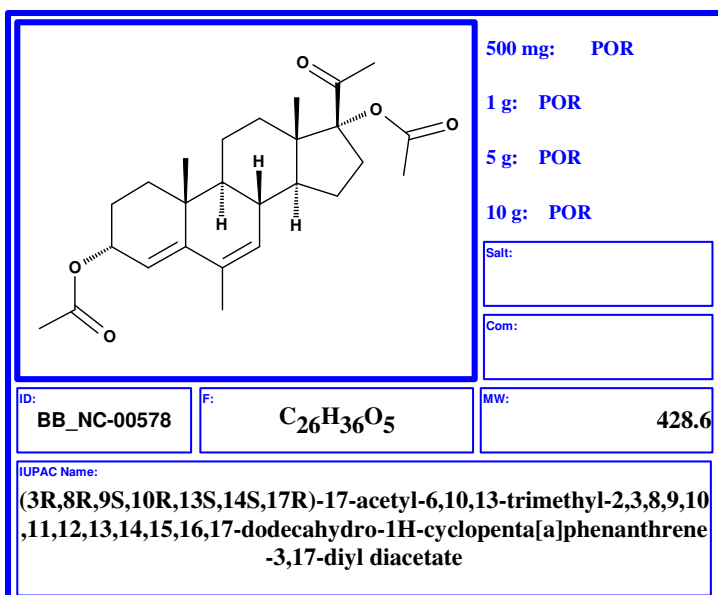 O
O
O
H
H
H
O
O
500 mg: POR
1 g: POR
5 g: POR
10 g: POR
Salt:
Com:
ID:
BB_NC-00578
F:
C26H36O5
MW:
428.6
IUPAC Name:
(3R,8R,9S,10R,13S,14S,17R)-17-acetyl-6,10,13-trimethyl-2,3,8,9,10
,11,12,13,14,15,16,17-dodecahydro-1H-cyclopenta[a]phenanthrene
-3,17-diyl diacetate